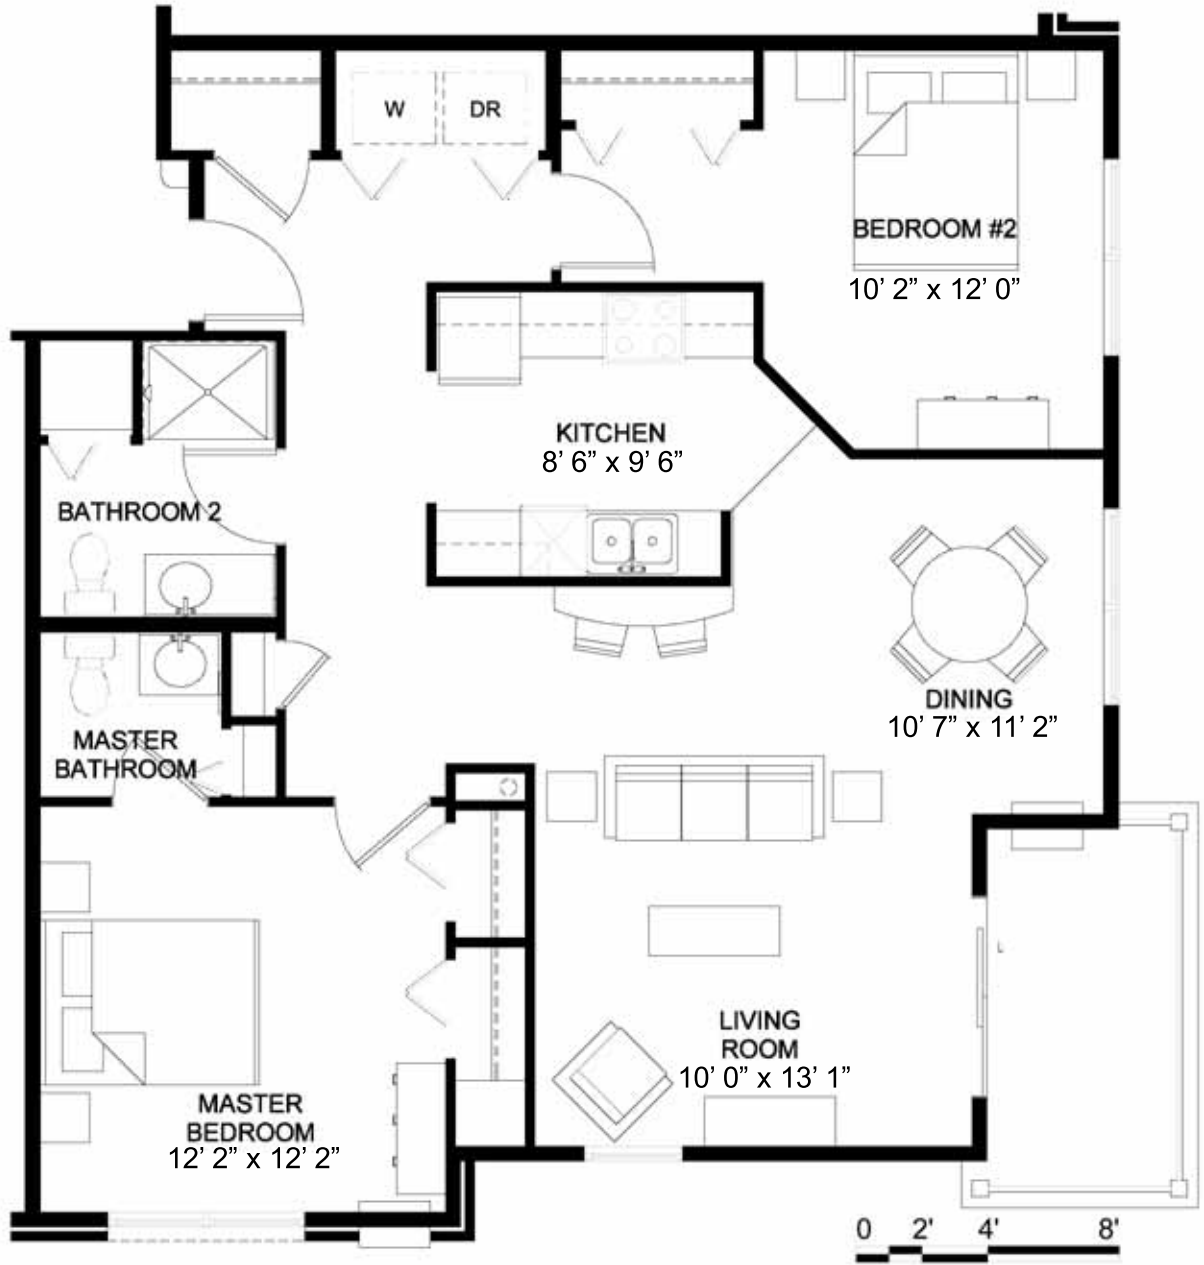 W
DR
BEDROOM #2
10’ 2” x 12’ 0”
KITCHEN
8’ 6” x 9’ 6”
BATHROOM 2
DINING
10’ 7” x 11’ 2”
MASTER
BATHROOM
LIVING
ROOM
10’ 0” x 13’ 1”
MASTER
BEDROOM
12’ 2” x 12’ 2”
0 2' 4' 8'